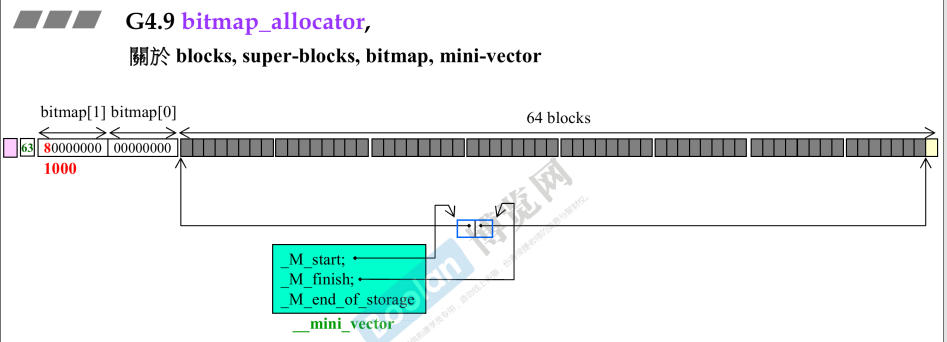 G4.9 bitmap_allocator,
關於 blocks, super-blocks, bitmap, mini-vector
bitmap[1] bitmap[0]
64 blocks
63 80000000 00000000
1000
_M_start;
_M_finish;
_M_end_of_storage
__mini_vector
Boolan
博览网